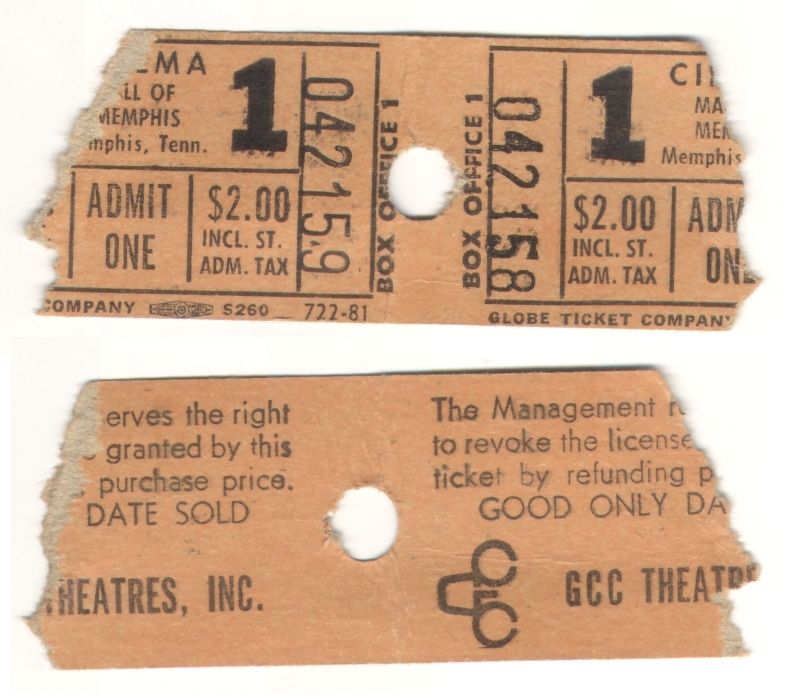 EMA
LL OF
MEMPHIS
mphis, Tenn.
1
042159
BOX OFFICE 1
ADMIT
ONE
$2.00
INCL. ST.
ADM. TAX
COMPANY S260 722-81
BOX OFFICE 1
042158
1
CI
MA
MEM
Memphis
$2.00
INCL. ST.
ADM. TAX
ADM
ONE
GLOBE TICKET COMPANY
erves the right
granted by this
purchase price.
DATE SOLD
THEATRES, INC.
The Management r
to revoke the license
ticket by refunding p
GOOD ONLY DA
GCC THEATR